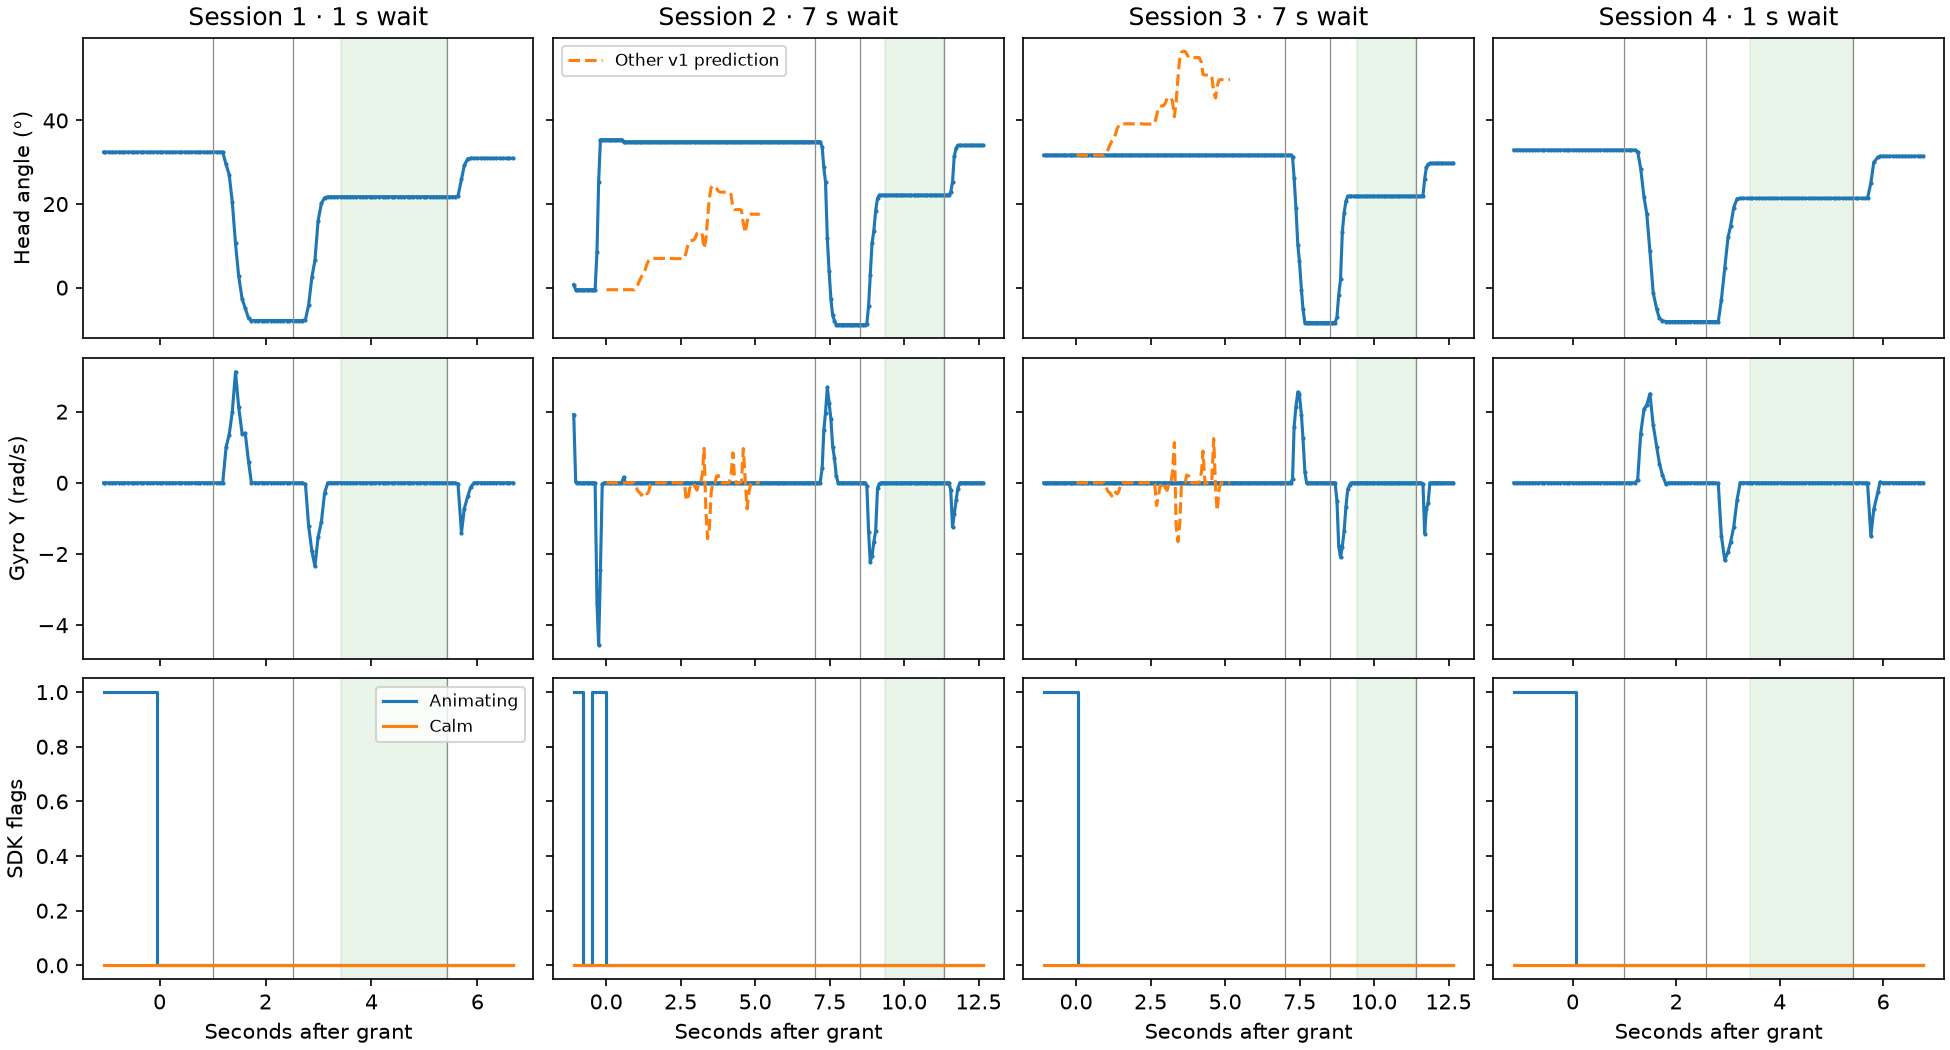 Session 1 · 1 s wait
Session 2 · 7 s wait
Session 3 · 7 s wait
Session 4 · 1 s wait
Head angle (°)
40
20
0
Other v1 prediction
Gyro Y (rad/s)
2
0
−2
−4
SDK flags
1.0
0.8
0.6
0.4
0.2
0.0
Animating
Calm
0 2 4 6
0.0 2.5 5.0 7.5 10.0 12.5
0.0 2.5 5.0 7.5 10.0 12.5
0 2 4 6
Seconds after grant
Seconds after grant
Seconds after grant
Seconds after grant